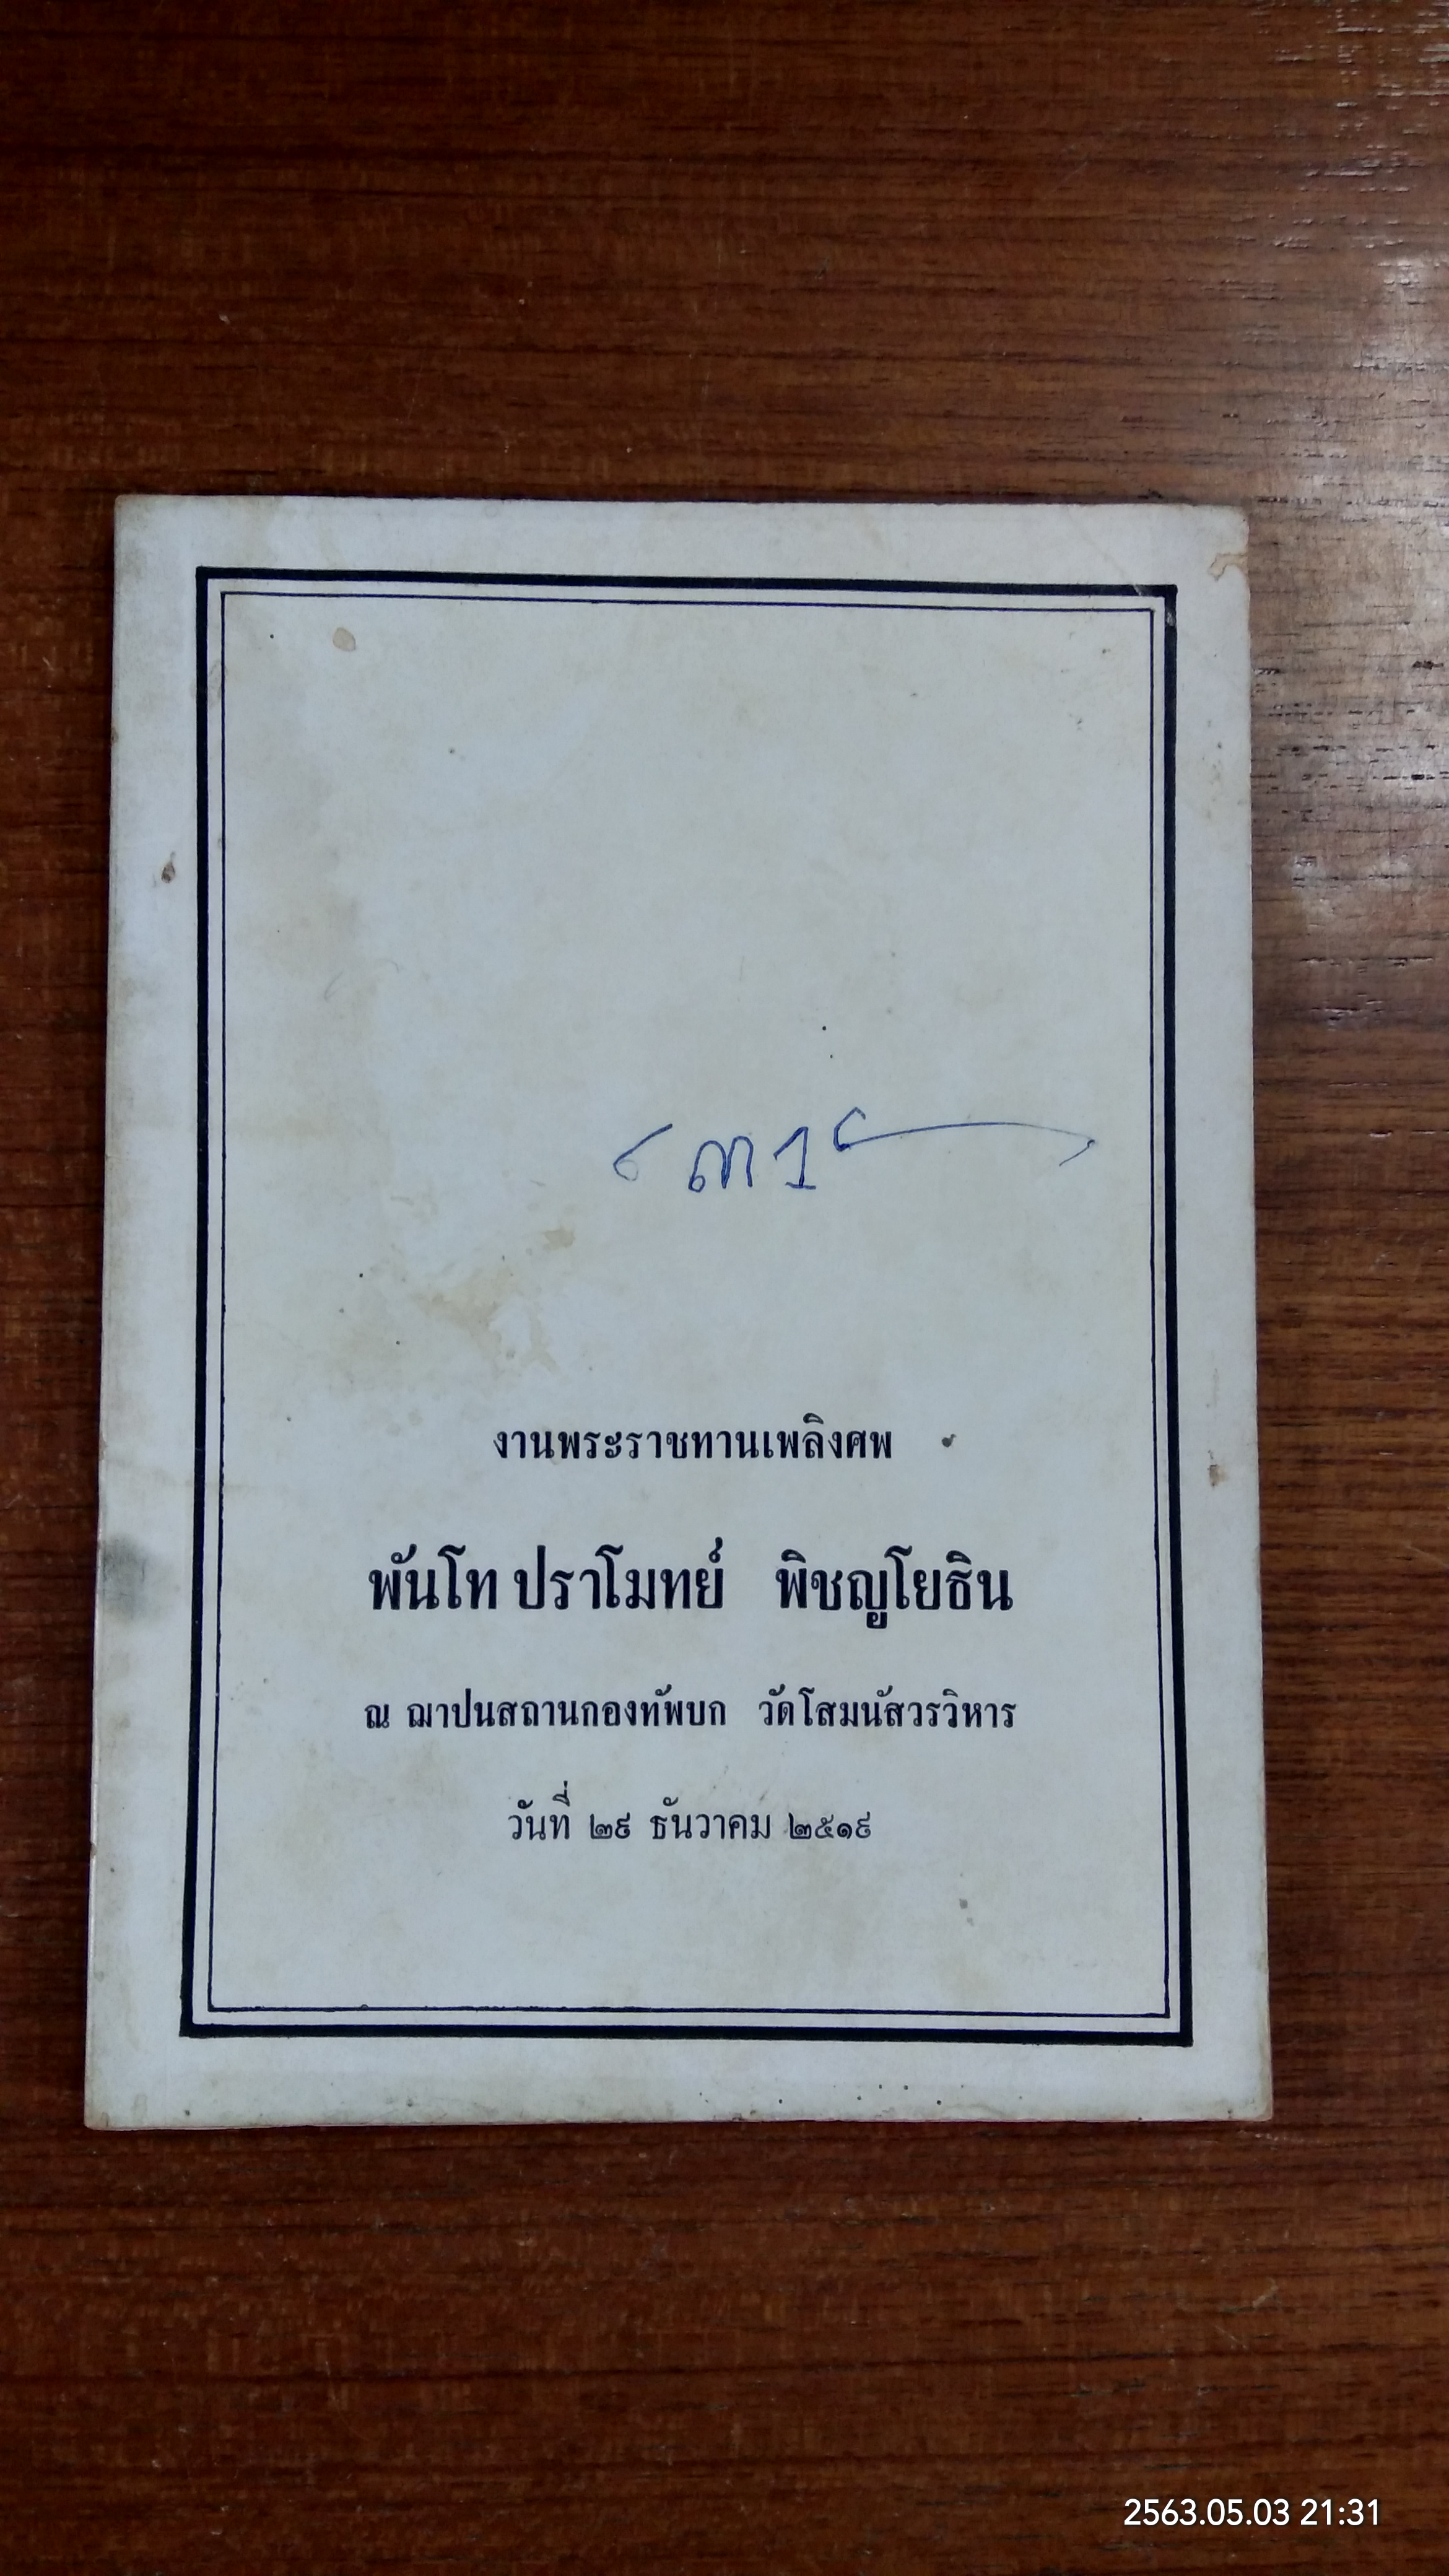 งานพระราชทานเพลิงศพ
พันโท ปราโมทย์ พิชญโยธิน
ณ ฌาปนสถานกองทัพบก วัดโสมนัสวรวิหาร
วันที่ ๒๙ ธันวาคม ๒๕๑๙
2563.05.03 21:31